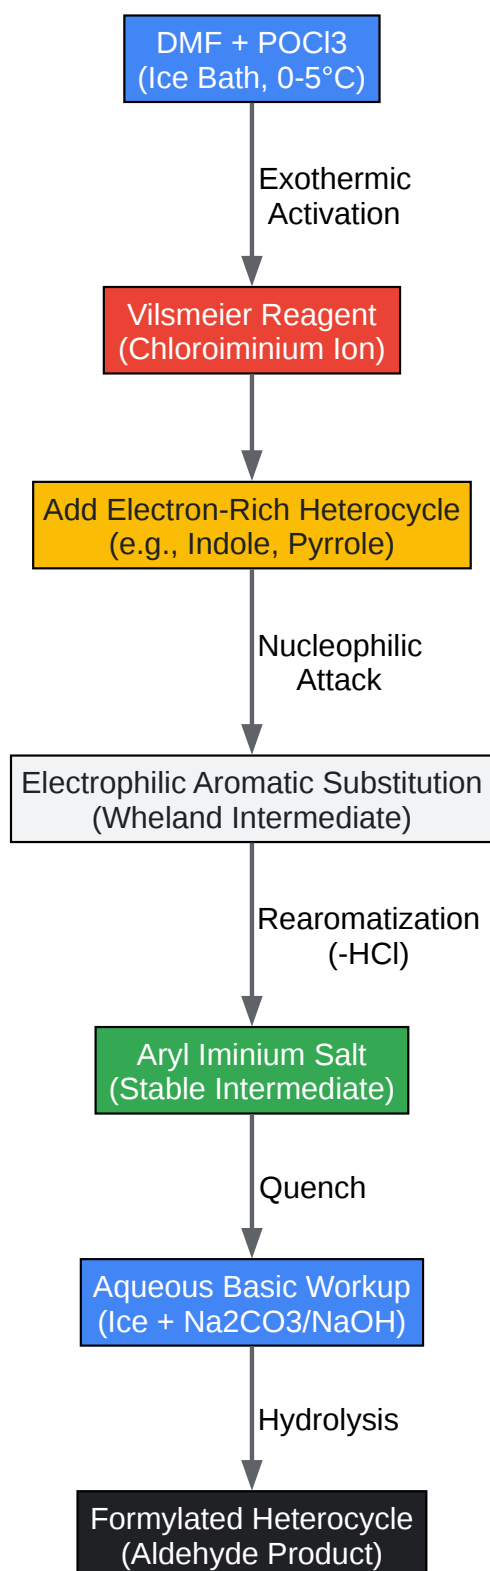 DMF + POCl3
(Ice Bath, 0-5°C)
Exothermic
Activation
Vilsmeier Reagent
(Chloroiminium Ion)
Add Electron-Rich Heterocycle
(e.g., Indole, Pyrrole)
Nucleophilic
Attack
Electrophilic Aromatic Substitution
(Wheland Intermediate)
Rearomatization
(-HCl)
Aryl Iminium Salt
(Stable Intermediate)
Quench
Aqueous Basic Workup
(Ice + Na2CO3/NaOH)
Hydrolysis
Formylated Heterocycle
(Aldehyde Product)